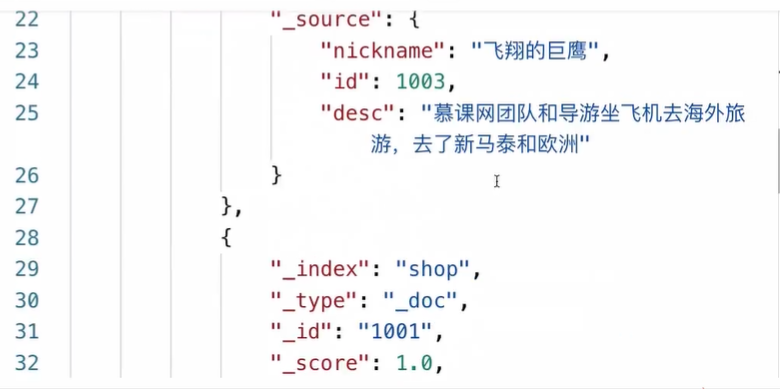 22 "_source": {
23 "nickname": "飞翔的巨鹰",
24 "id": 1003,
25 "desc": "慕课网团队和导游坐飞机去海外旅
游，去了新马泰和欧洲"
26 }
27 },
28 {
29 "_index": "shop",
30 "_type": "_doc",
31 "_id": "1001",
32 "_score": 1.0,